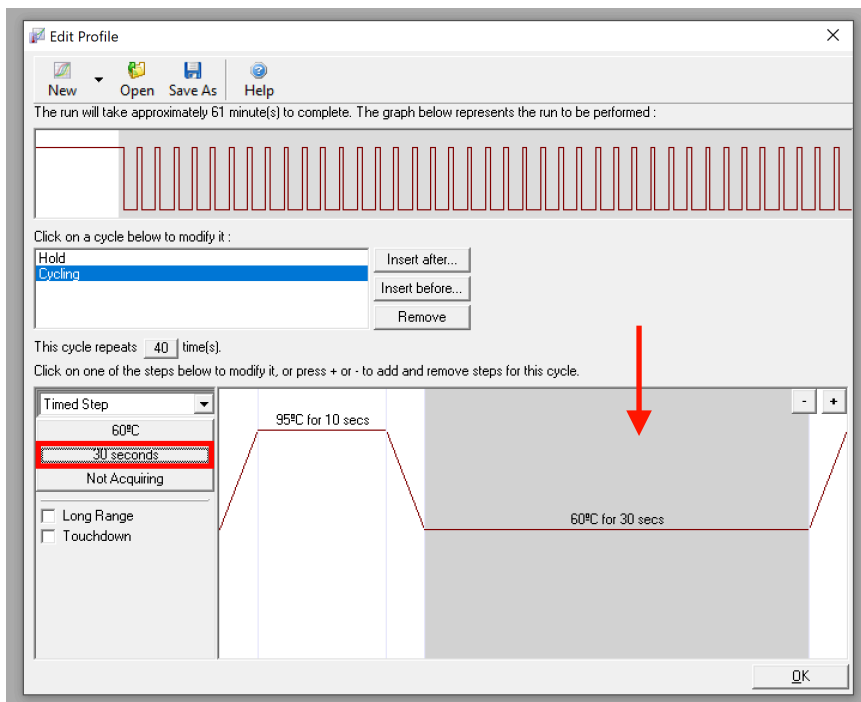 Edit Profile
New Open Save As Help
The run will take approximately 61 minute(s) to complete. The graph below represents the run to be performed :
Click on a cycle below to modify it :
Hold
Cycling
Insert after...
Insert before...
Remove
This cycle repeats 40 time(s).
Click on one of the steps below to modify it, or press + or - to add and remove steps for this cycle.
Timed Step
60ºC
30 seconds
Not Acquiring
Long Range
Touchdown
95ºC for 10 secs
60ºC for 30 secs
- +
OK